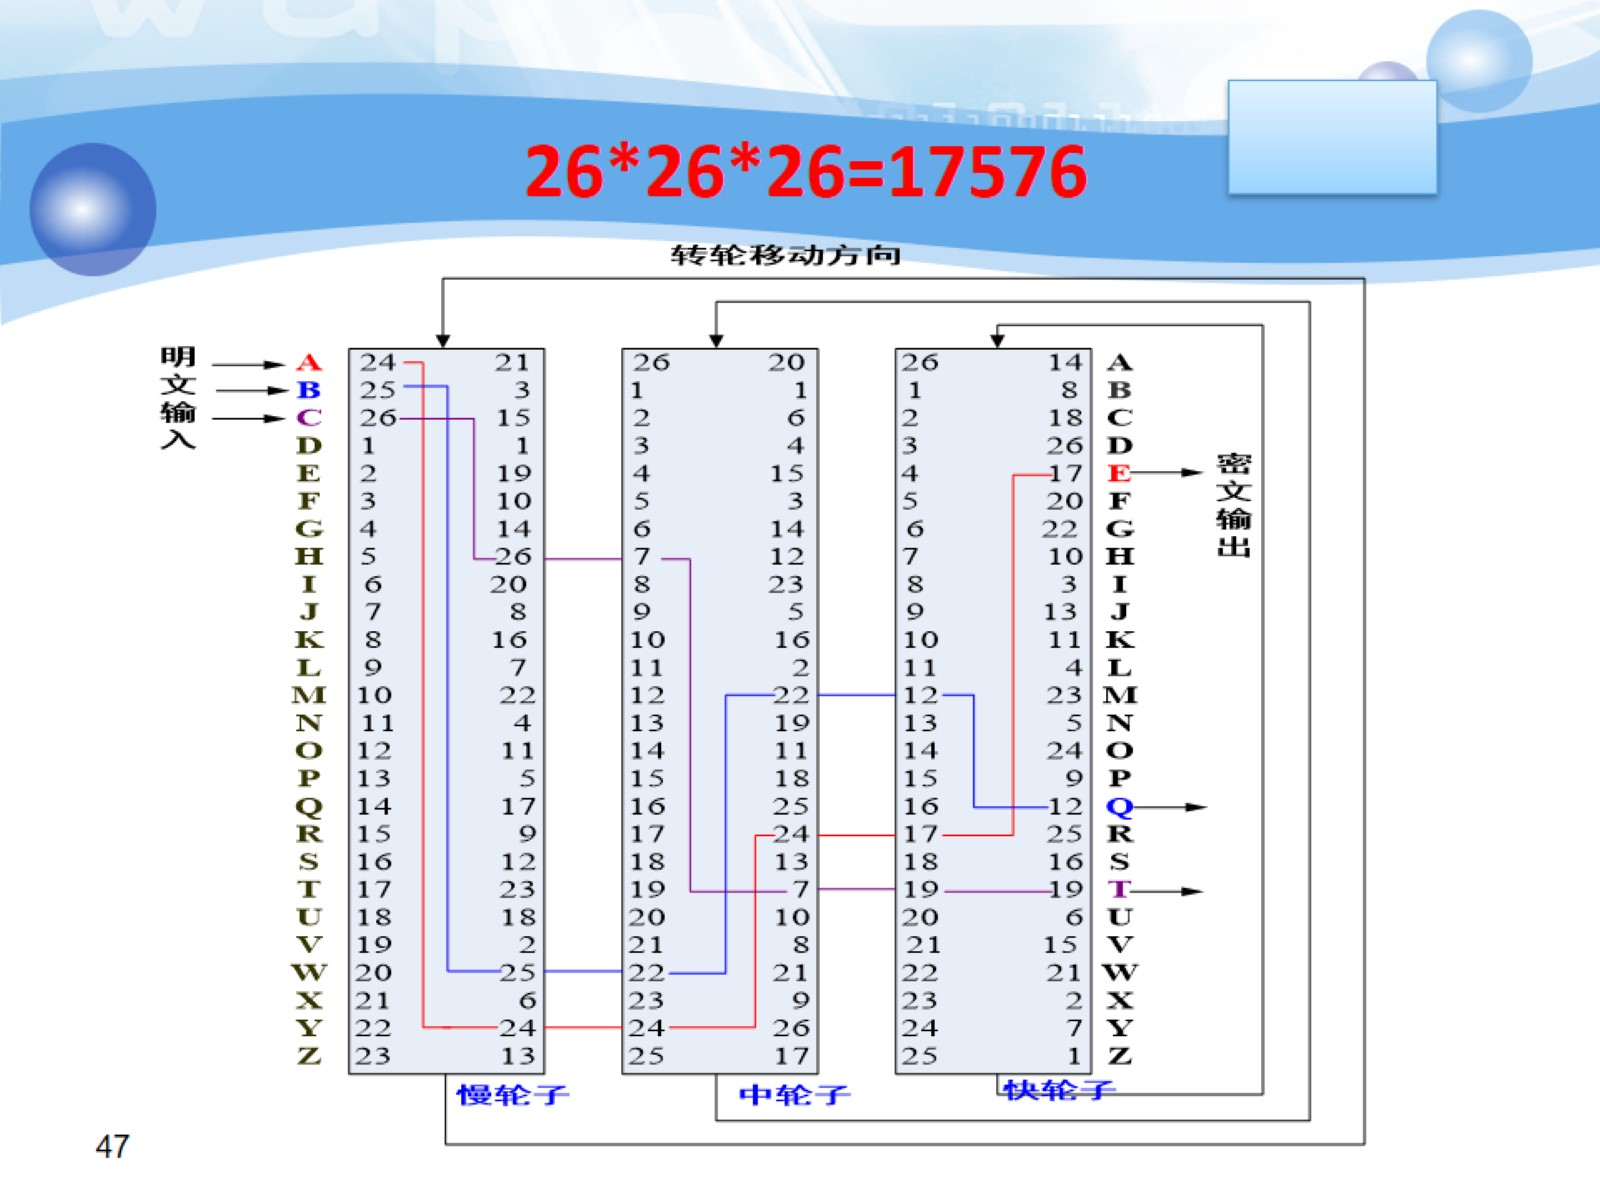 26*26*26=17576
转轮移动方向
明文输入
A 24 21 26 20 26 14 A
B 25 3 1 1 1 8 B
C 26 15 2 6 2 18 C
D 1 1 3 4 3 26 D
E 2 19 4 15 4 17 E
F 3 10 5 3 5 20 F
G 4 14 6 14 6 22 G
H 5 26 7 12 7 10 H
I 6 20 8 23 8 3 I
J 7 8 9 5 9 13 J
K 8 16 10 16 10 11 K
L 9 7 11 2 11 4 L
M 10 22 12 22 12 23 M
N 11 4 13 19 13 5 N
O 12 11 14 11 14 24 O
P 13 5 15 18 15 9 P
Q 14 17 16 25 16 12 Q
R 15 9 17 24 17 25 R
S 16 12 18 13 18 16 S
T 17 23 19 7 19 19 T
U 18 18 20 10 20 6 U
V 19 2 21 8 21 15 V
W 20 25 22 21 22 21 W
X 21 6 23 9 23 2 X
Y 22 24 24 26 24 7 Y
Z 23 13 25 17 25 1 Z
密文输出
慢轮子 中轮子 快轮子
47